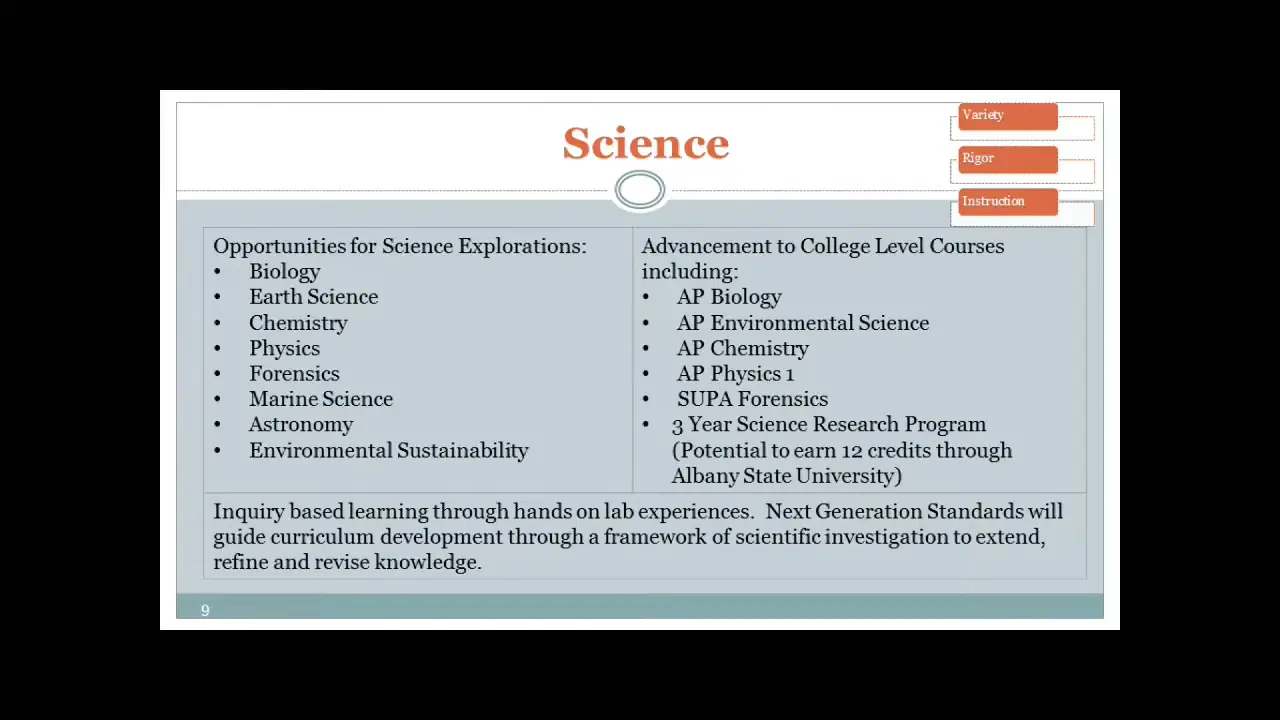 Science
Variety
Rigor
Instruction
Opportunities for Science Explorations:
• Biology
• Earth Science
• Chemistry
• Physics
• Forensics
• Marine Science
• Astronomy
• Environmental Sustainability
Advancement to College Level Courses
including:
• AP Biology
• AP Environmental Science
• AP Chemistry
• AP Physics 1
• SUPA Forensics
• 3 Year Science Research Program
(Potential to earn 12 credits through
Albany State University)
Inquiry based learning through hands on lab experiences.  Next Generation Standards will
guide curriculum development through a framework of scientific investigation to extend,
refine and revise knowledge.
9